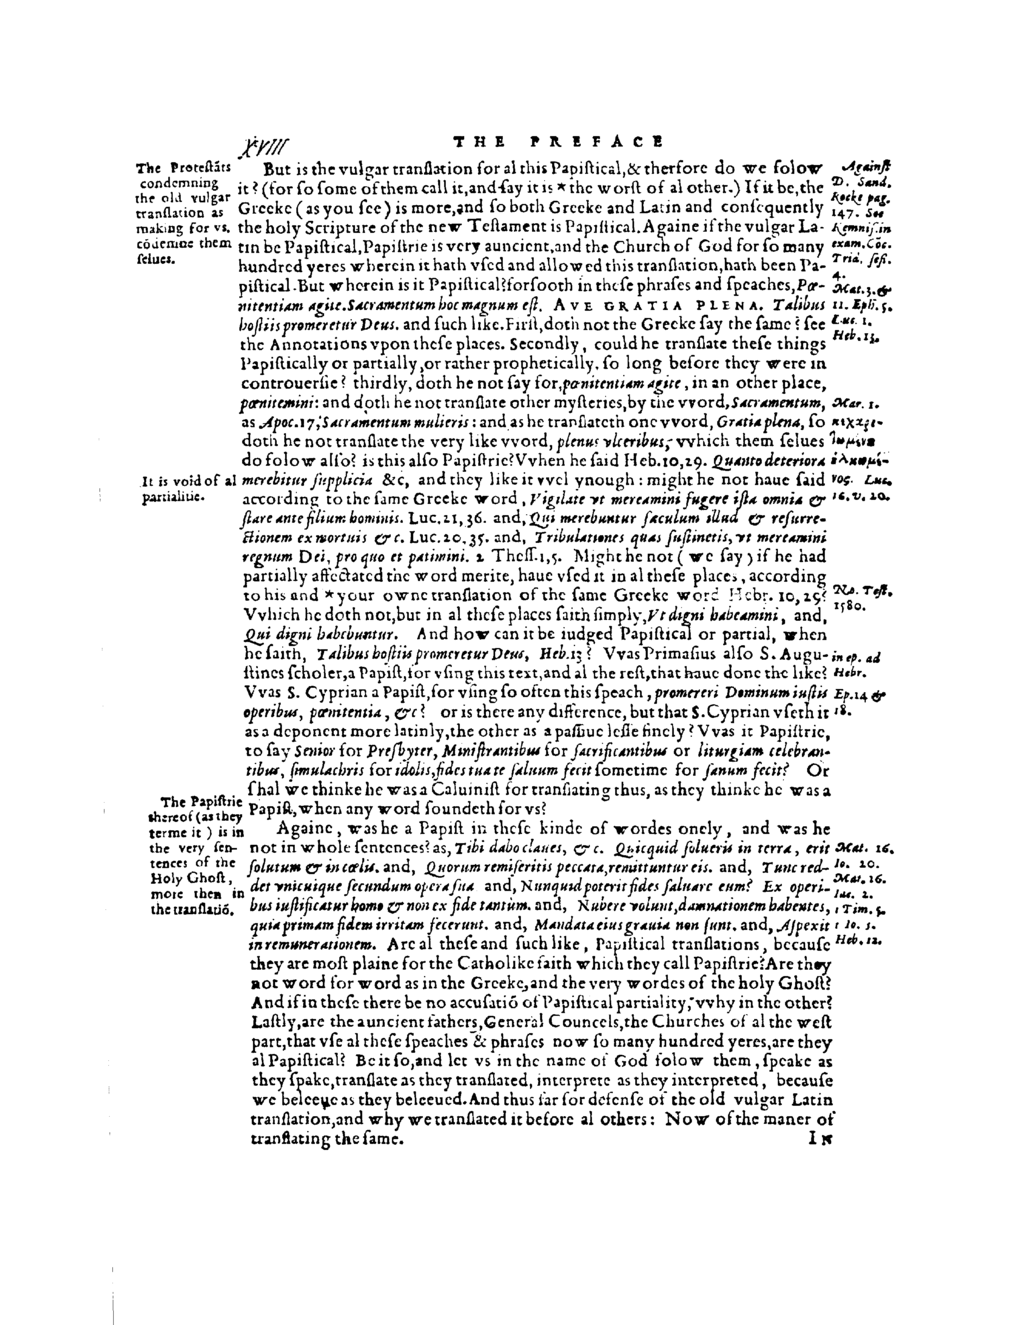 XVIII
THE PREFACE
The Proteſtãts
condemning
the old vulgar
tranſlation as
making for vs,
cõdemne them
ſelues.
But is the vulgar tranſlation for al this Papiſtical, & therfore do we folow
it? (for ſo ſome of them call it, and ſay it is * the worſt of al other.) If it be, the
Greeke (as you ſee) is more, and ſo both Greeke and Latin and conſequently
the holy Scripture of the new Teſtament is Papiſtical. Againe if the vulgar La-
tin be Papiſtical, Papiſtrie is very auncient, and the Church of God for ſo many
hundred yeres wherein it hath vſed and allowed this tranſlation, hath been Pa-
piſtical. But wherein is it Papiſtical? forſooth in theſe phraſes and ſpeaches, Pœ-
nitentiam agite. Sacramentum hoc magnum eſt. AVE GRATIA PLENA. Talibus
hoſtiis promeretur Deus. and ſuch like. Firſt, doth not the Greeke ſay the ſame? ſee
the Annotations vpon theſe places. Secondly, could he tranſlate theſe things
Papiſtically or partially, or rather prophetically, ſo long before they were in
controuerſie? thirdly, doth he not ſay for, pœnitentiam agite, in an other place,
pœnitemini: and doth he not tranſlate other myſteries, by the vvord, Sacramentum,
as Apoc. 17, Sacramentum mulieris: and as he tranſlateth one vvord, Gratia plena, ſo
doth he not tranſlate the very like vvord, plenus vlceribus, vvhich them ſelues
do folow alſo? is this alſo Papiſtrie? Vvhen he ſaid Heb. 10, 29. Quanto deteriora
merebitur ſupplicia &c, and they like it vvel ynough: might he not haue ſaid
according to the ſame Greeke word, Vigilate vt mereamini fugere iſta omnia &
ſtare ante filium hominis. Luc. 21, 36. and, Qui merebuntur ſæculum illud & reſurre-
ctionem ex mortuis &c. Luc. 20, 35. and, Tribulationes quas ſuſtinetis, vt mereamini
regnum Dei, pro quo et patimini. 2 Theſſ. 1, 5. Might he not (we ſay) if he had
partially affectated the word merite, haue vſed it in al theſe places, according
to his and * your owne tranſlation of the ſame Greeke word Hebr. 10, 29?
Vvhich he doth not, but in al theſe places ſaith ſimply, Vt digni habeamini, and,
Qui digni habebuntur. And how can it be iudged Papiſtical or partial, when
he ſaith, Talibus hoſtiis promeretur Deus, Heb. 13? Vvas Primaſius alſo S. Augu-
ſtines ſcholer, a Papiſt, for vſing this text, and al the reſt, that haue done the like?
Vvas S. Cyprian a Papiſt, for vſing ſo often this ſpeach, promereri Dominum iuſtis
operibus, pœnitentia, &c? or is there any difference, but that S. Cyprian vſeth it
as a deponent more latinly, the other as a paſſiue leſſe finely? Vvas it Papiſtrie,
to ſay Senior for Preſbyter, Miniſtrantibus for ſacrificantibus or liturgiam celebran-
tibus, ſimulachris for idolis, fides tua te ſaluum fecit ſometime for ſanum fecit? Or
ſhal we thinke he was a Caluiniſt for tranſlating thus, as they thinke he was a
Papiſt, when any word ſoundeth for vs?
Againe, was he a Papiſt in theſe kinde of wordes onely, and was he
not in whole ſentences? as, Tibi dabo claues, &c. Quicquid ſolueris in terra, erit
ſolutum & in cœlis. and, Quorum remiſeritis peccata, remittuntur eis. and, Tunc red-
det vnicuique ſecundum opera ſua. and, Nunquid poterit fides ſaluare eum? Ex operi-
bus iuſtificatur homo & non ex fide tantùm. and, Nubere volunt, damnationem habentes,
quia primam fidem irritam fecerunt. and, Mandata eius grauia non ſunt. and, Aſpexit
in remunerationem. Are al theſe and ſuch like, Papiſtical tranſlations, becauſe
they are moſt plaine for the Catholike faith which they call Papiſtrie? Are they
not word for word as in the Greeke, and the very wordes of the holy Ghoſt?
And if in theſe there be no accuſatiõ of Papiſtical partiality, vvhy in the other?
Laſtly, are the auncient fathers, General Councels, the Churches of al the weſt
part, that vſe al theſe ſpeaches & phraſes now ſo many hundred yeres, are they
al Papiſtical? Be it ſo, and let vs in the name of God folow them, ſpeake as
they ſpake, tranſlate as they tranſlated, interprete as they interpreted, becauſe
we beleeue as they beleeued. And thus far for defenſe of the old vulgar Latin
tranſlation, and why we tranſlated it before al others: Now of the maner of
tranſlating the ſame.
IN
It is void of al
partialitie.
The Papiſtrie
thereof (as they
terme it) is in
the very ſen-
tences of the
Holy Ghoſt,
more then in
the tranſlatiõ.
Againſt
D. Sand.
Rocke pag.
147. See
Kemniſ. in
exam. Cõc.
Trid. ſeſſ.
4.
Mat. 3. &
11. Eph. 5.
Luc. 1.
Heb. 13.
Mar. 1.
κεχαρι-
τωμένη
ἡλκωμέ-
νος. Luc.
16. v. 20.
No. Teſt.
1580.
in ep. ad
Hebr.
Ep. 14 &
18.
Mat. 16.
Io. 20.
Mat. 16.
Iac. 2.
1 Tim. 5.
1 Io. 5.
Heb. 12.